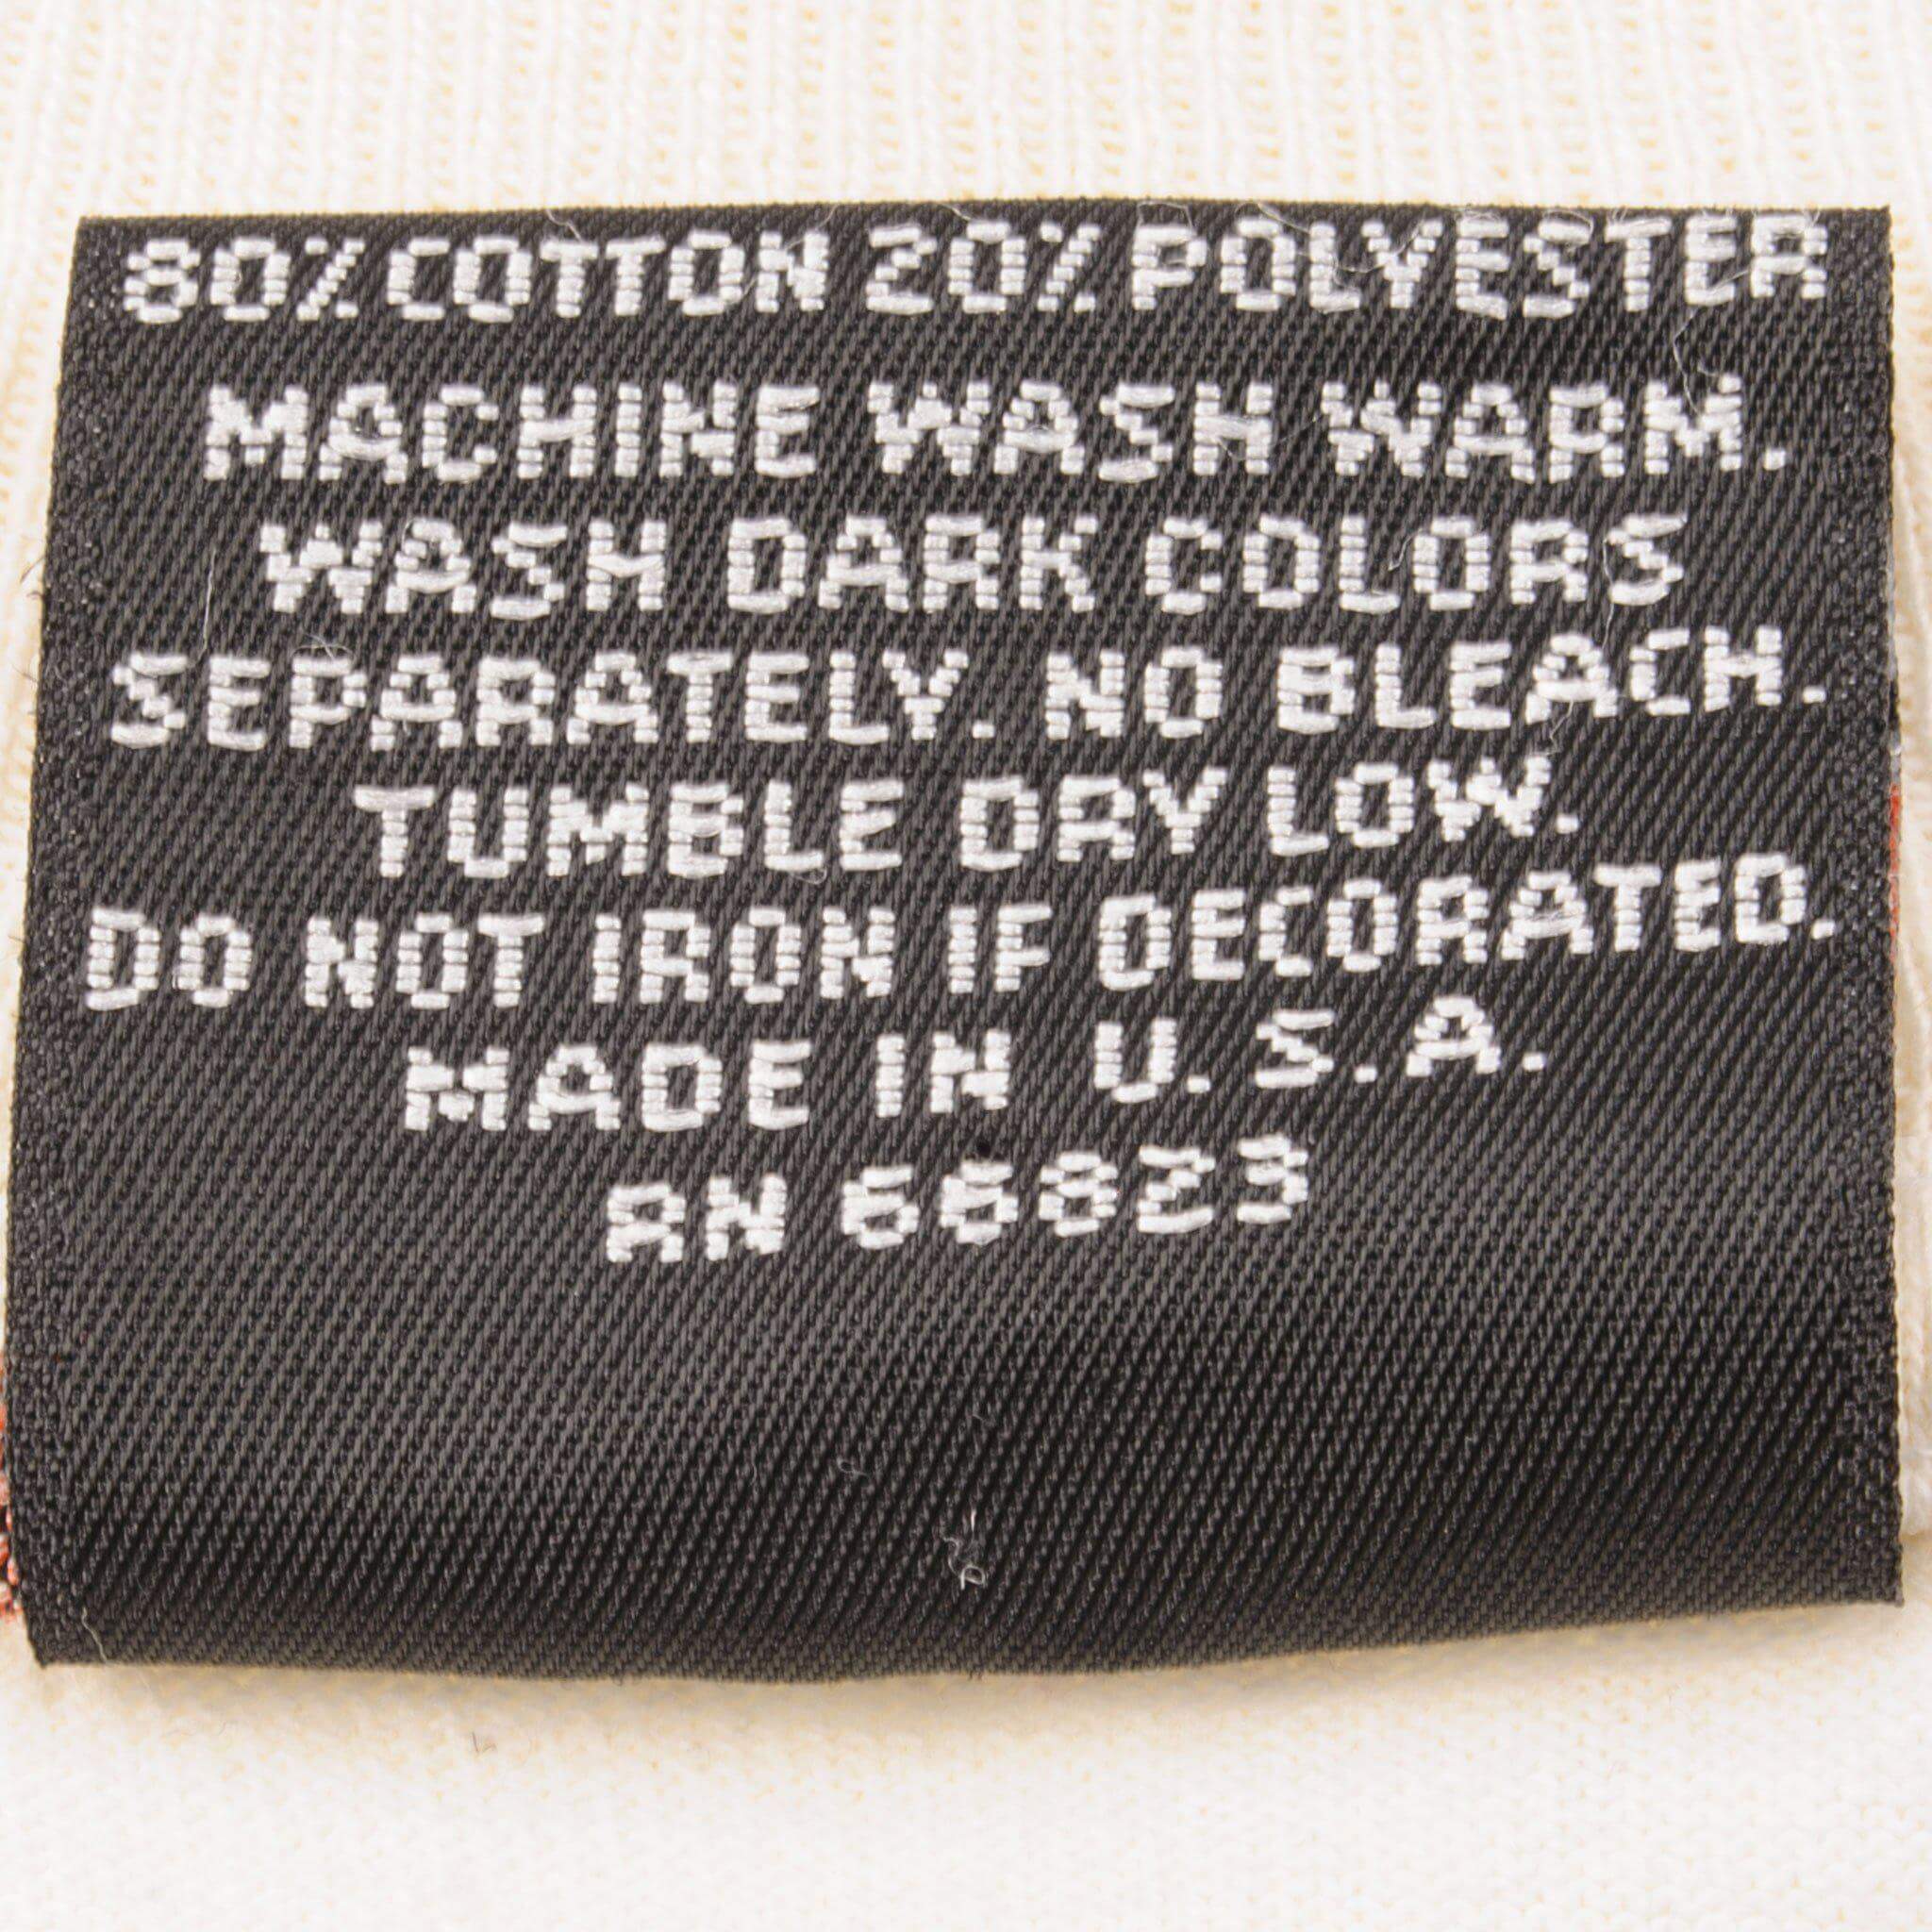 80% COTTON 20% POLYESTER
MACHINE WASH WARM.
WASH DARK COLORS
SEPARATELY. NO BLEACH.
TUMBLE DRY LOW.
DO NOT IRON IF DECORATED.
MADE IN U.S.A.
RN 66823